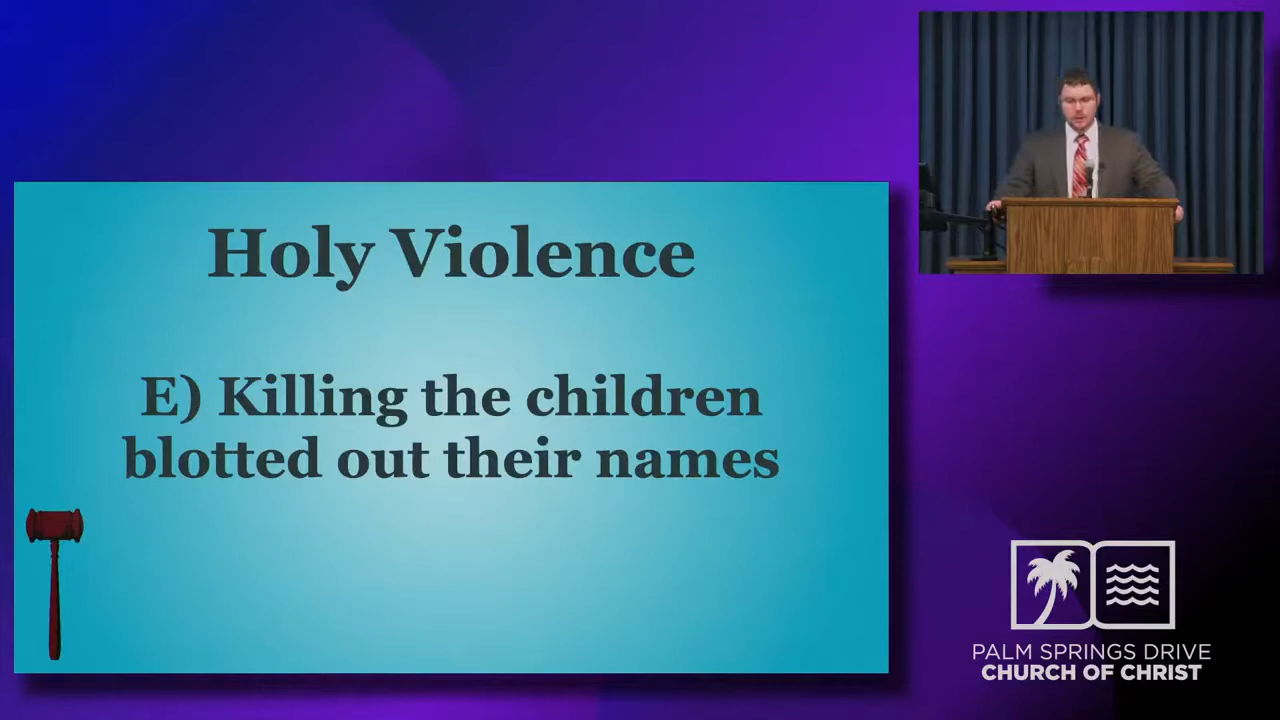 Holy Violence
E) Killing the children
blotted out their names
PALM SPRINGS DRIVE
CHURCH OF CHRIST